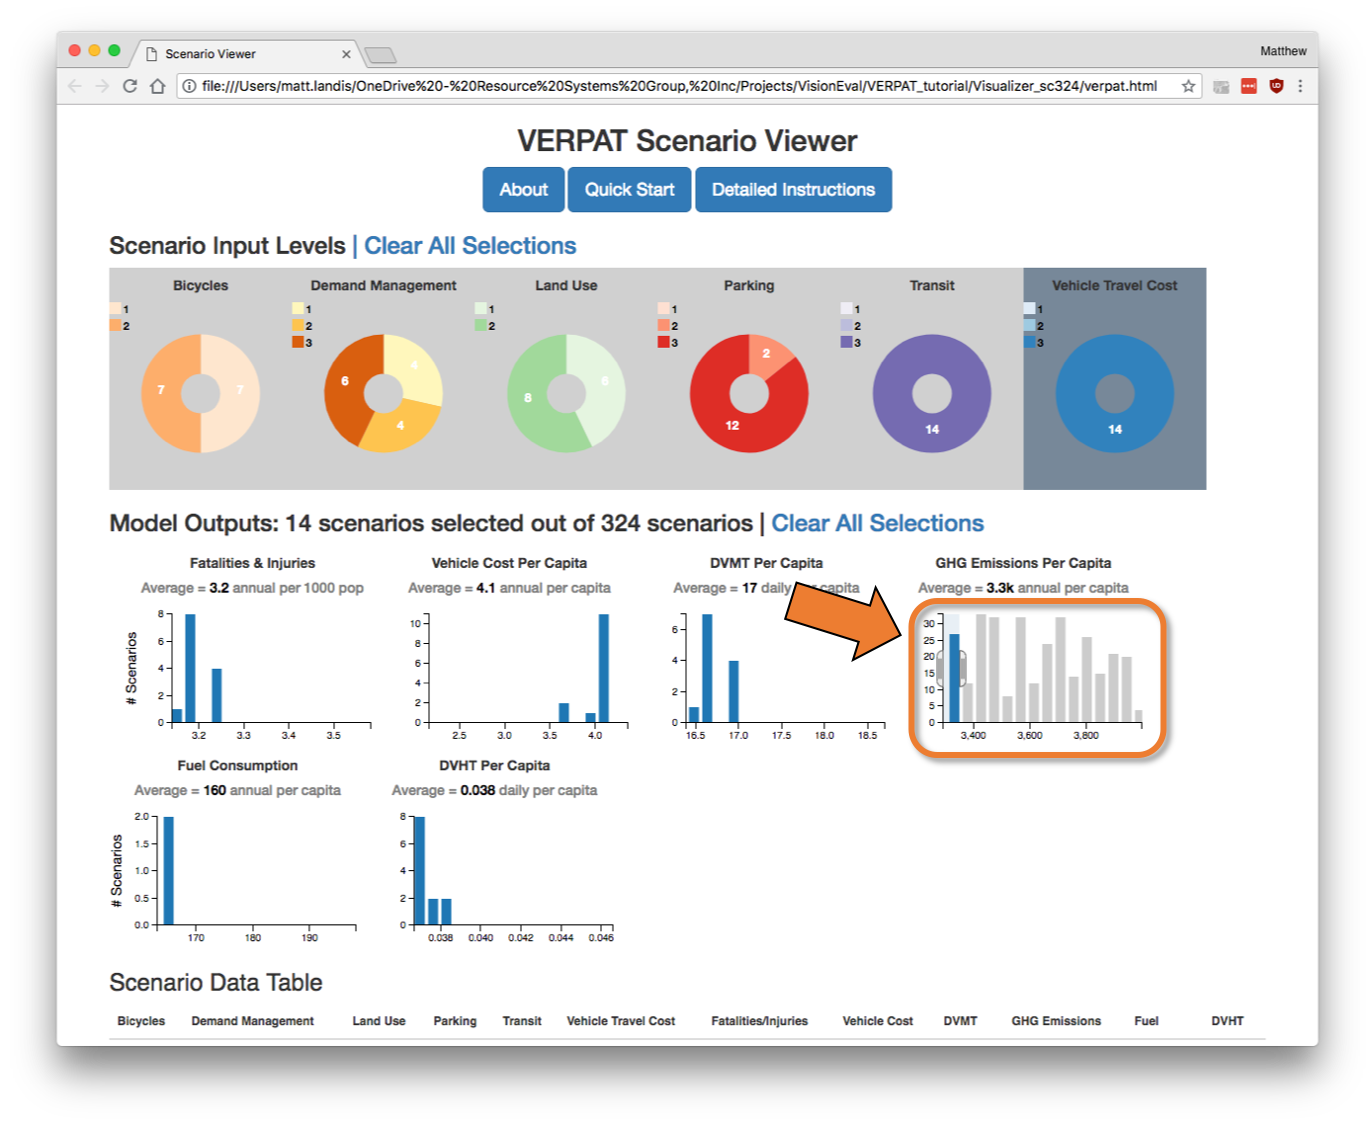 Scenario Viewer
Matthew
file:///Users/matt.landis/OneDrive%20-%20Resource%20Systems%20Group,%20Inc/Projects/VisionEval/VERPAT_tutorial/Visualizer_sc324/verpat.html
VERPAT Scenario Viewer
About Quick Start Detailed Instructions
Scenario Input Levels | Clear All Selections
Bicycles Demand Management Land Use Parking Transit Vehicle Travel Cost
1 1 1 1 1 1
2 2 2 2 2 2
3 3 3 3
7 7 6 4 4 8 6 2 12 14 14
Model Outputs: 14 scenarios selected out of 324 scenarios | Clear All Selections
Fatalities & Injuries
Average = 3.2 annual per 1000 pop
# Scenarios
8
6
4
2
0
3.2 3.3 3.4 3.5
Vehicle Cost Per Capita
Average = 4.1 annual per capita
10
8
6
4
2
0
2.5 3.0 3.5 4.0
DVMT Per Capita
Average = 17 daily per capita
6
4
2
0
16.5 17.0 17.5 18.0 18.5
GHG Emissions Per Capita
Average = 3.3k annual per capita
30
25
20
15
10
5
0
3,400 3,600 3,800
Fuel Consumption
Average = 160 annual per capita
# Scenarios
2.0
1.5
1.0
0.5
0.0
170 180 190
DVHT Per Capita
Average = 0.038 daily per capita
8
6
4
2
0
0.038 0.040 0.042 0.044 0.046
Scenario Data Table
Bicycles Demand Management Land Use Parking Transit Vehicle Travel Cost Fatalities/Injuries Vehicle Cost DVMT GHG Emissions Fuel DVHT